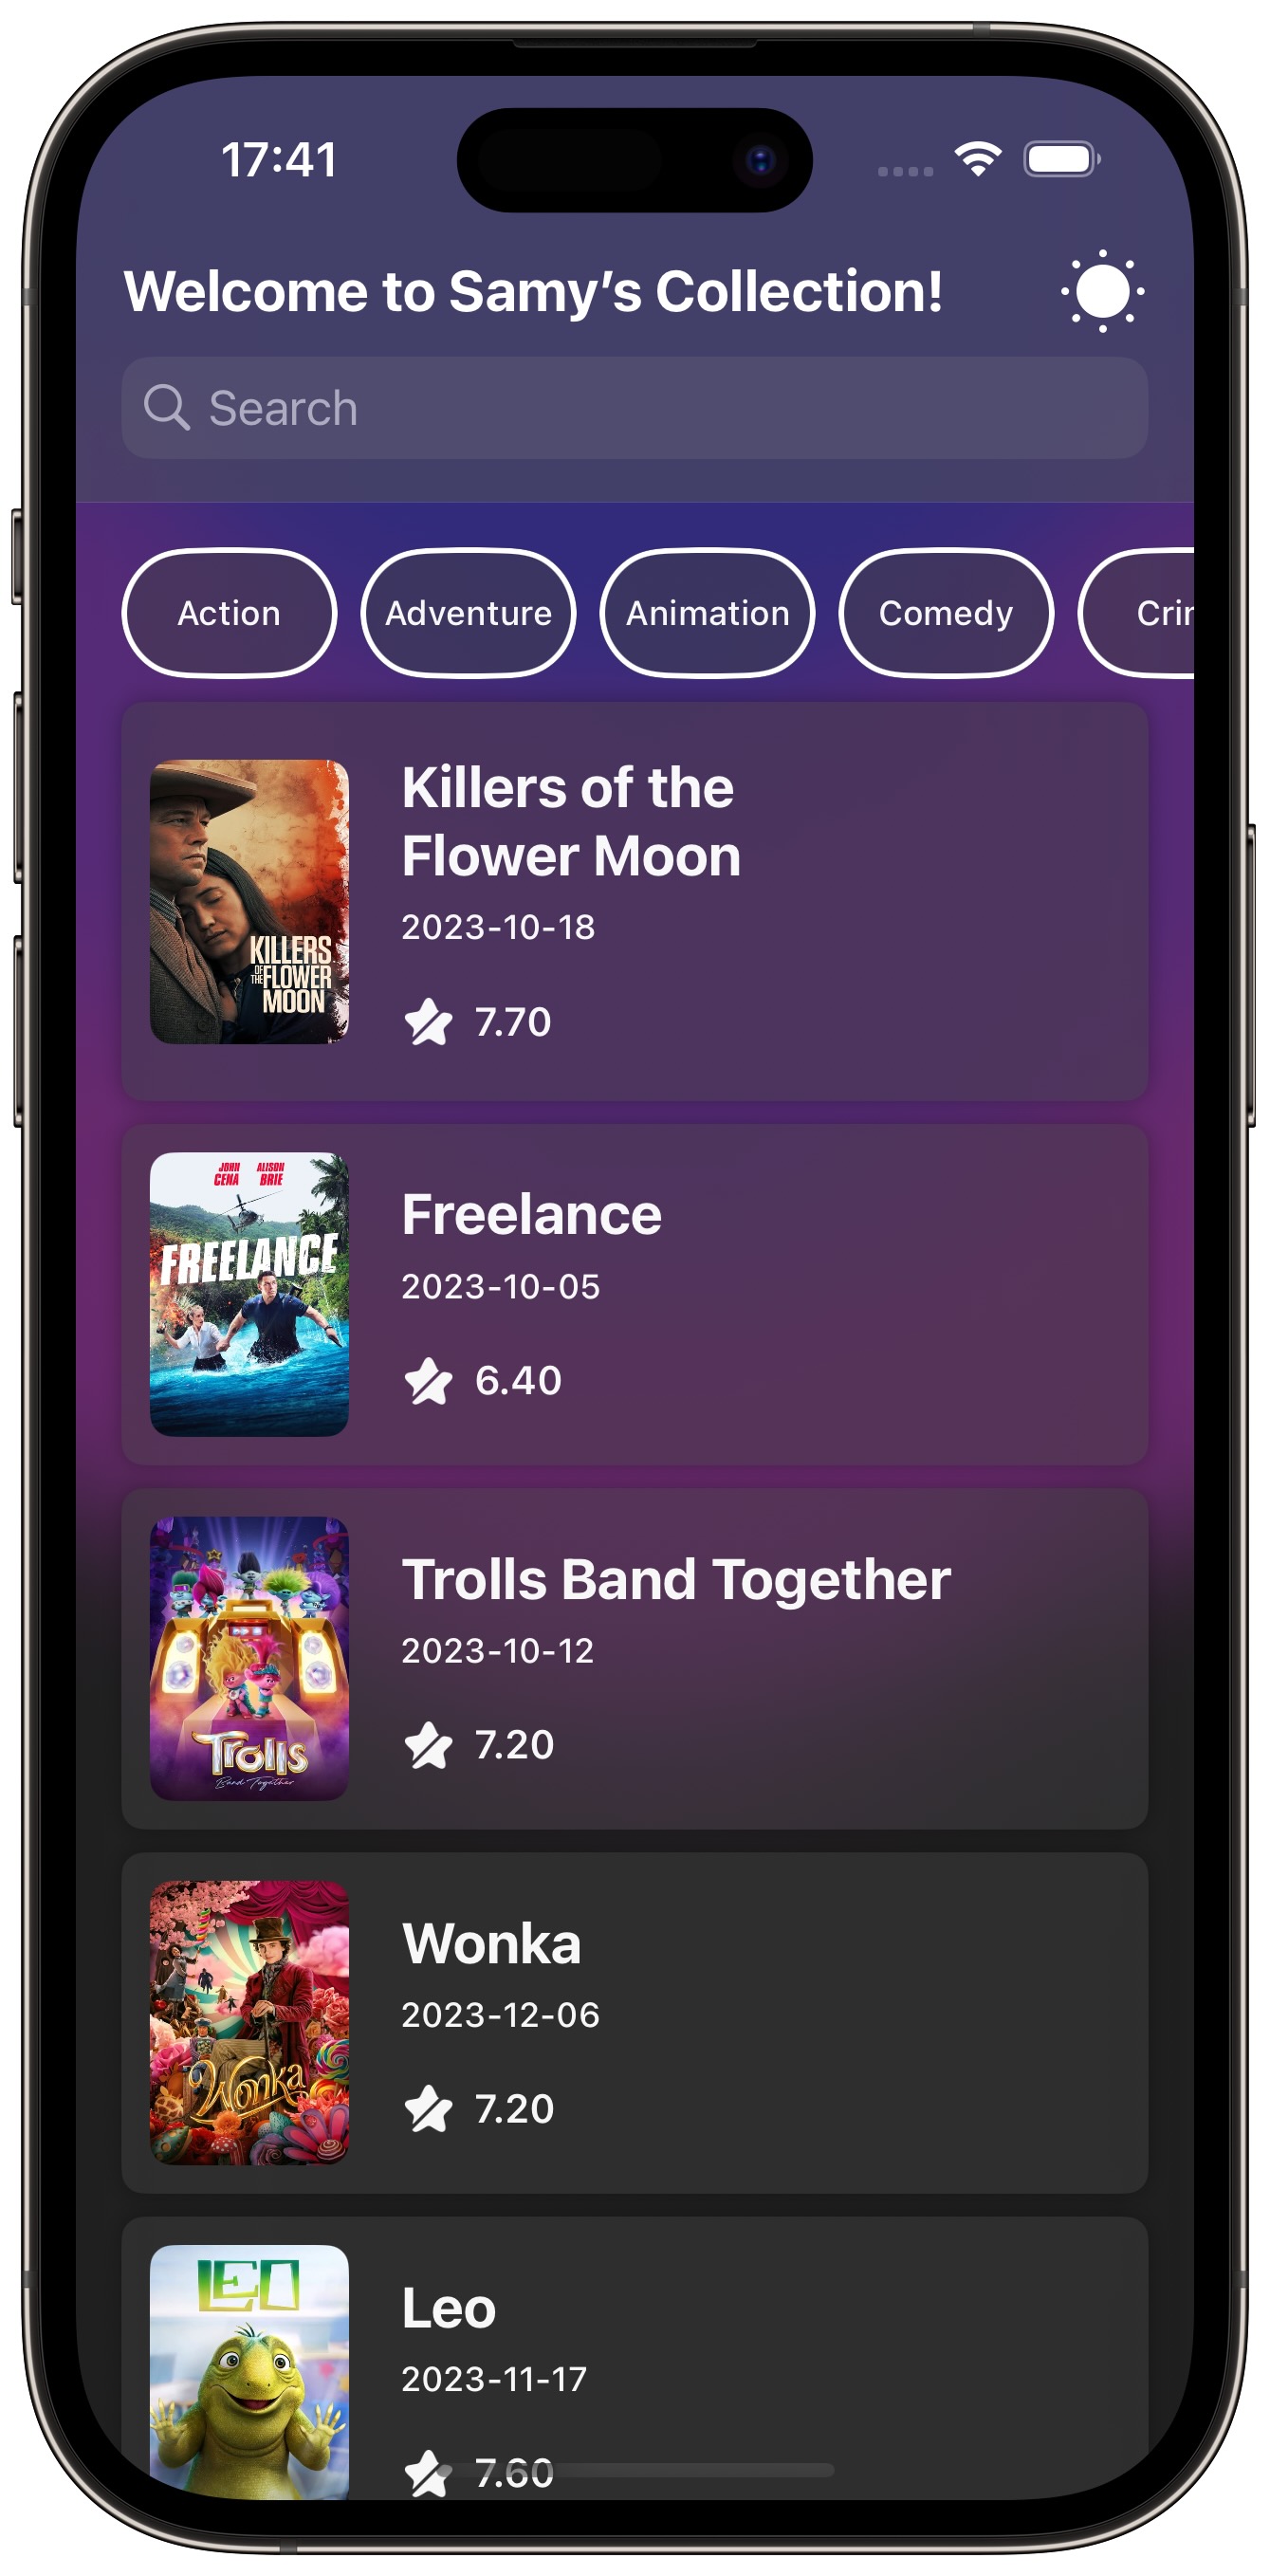 17:41
Welcome to Samy’s Collection!
Search
Action
Adventure
Animation
Comedy
Crim
KILLERS
OF THE FLOWER
MOON
Killers of the
Flower Moon
2023-10-18
7.70
JOHN CENA
ALISON BRIE
FREELANCE
Freelance
2023-10-05
6.40
Trolls
Band Together
Trolls Band Together
2023-10-12
7.20
Wonka
Wonka
2023-12-06
7.20
LEO
Leo
2023-11-17
7.60